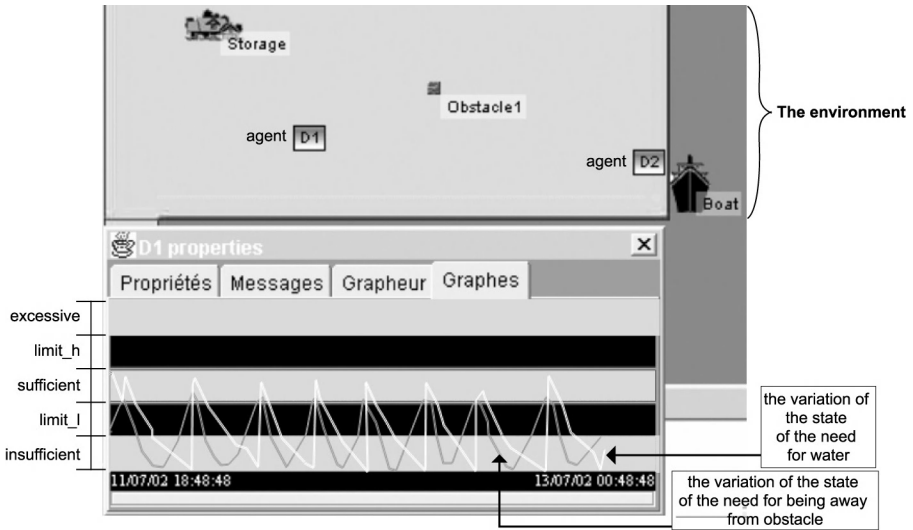 Storage
Obstacle1
The environment
agent D1
agent D2
Boat
D1 properties
Propriétés Messages Grapheur Graphes
excessive
limit_h
sufficient
limit_l
insufficient
11/07/02 18:48:48 13/07/02 00:48:48
the variation of
the state
of the need
for water
the variation of the state
of the need for being away
from obstacle